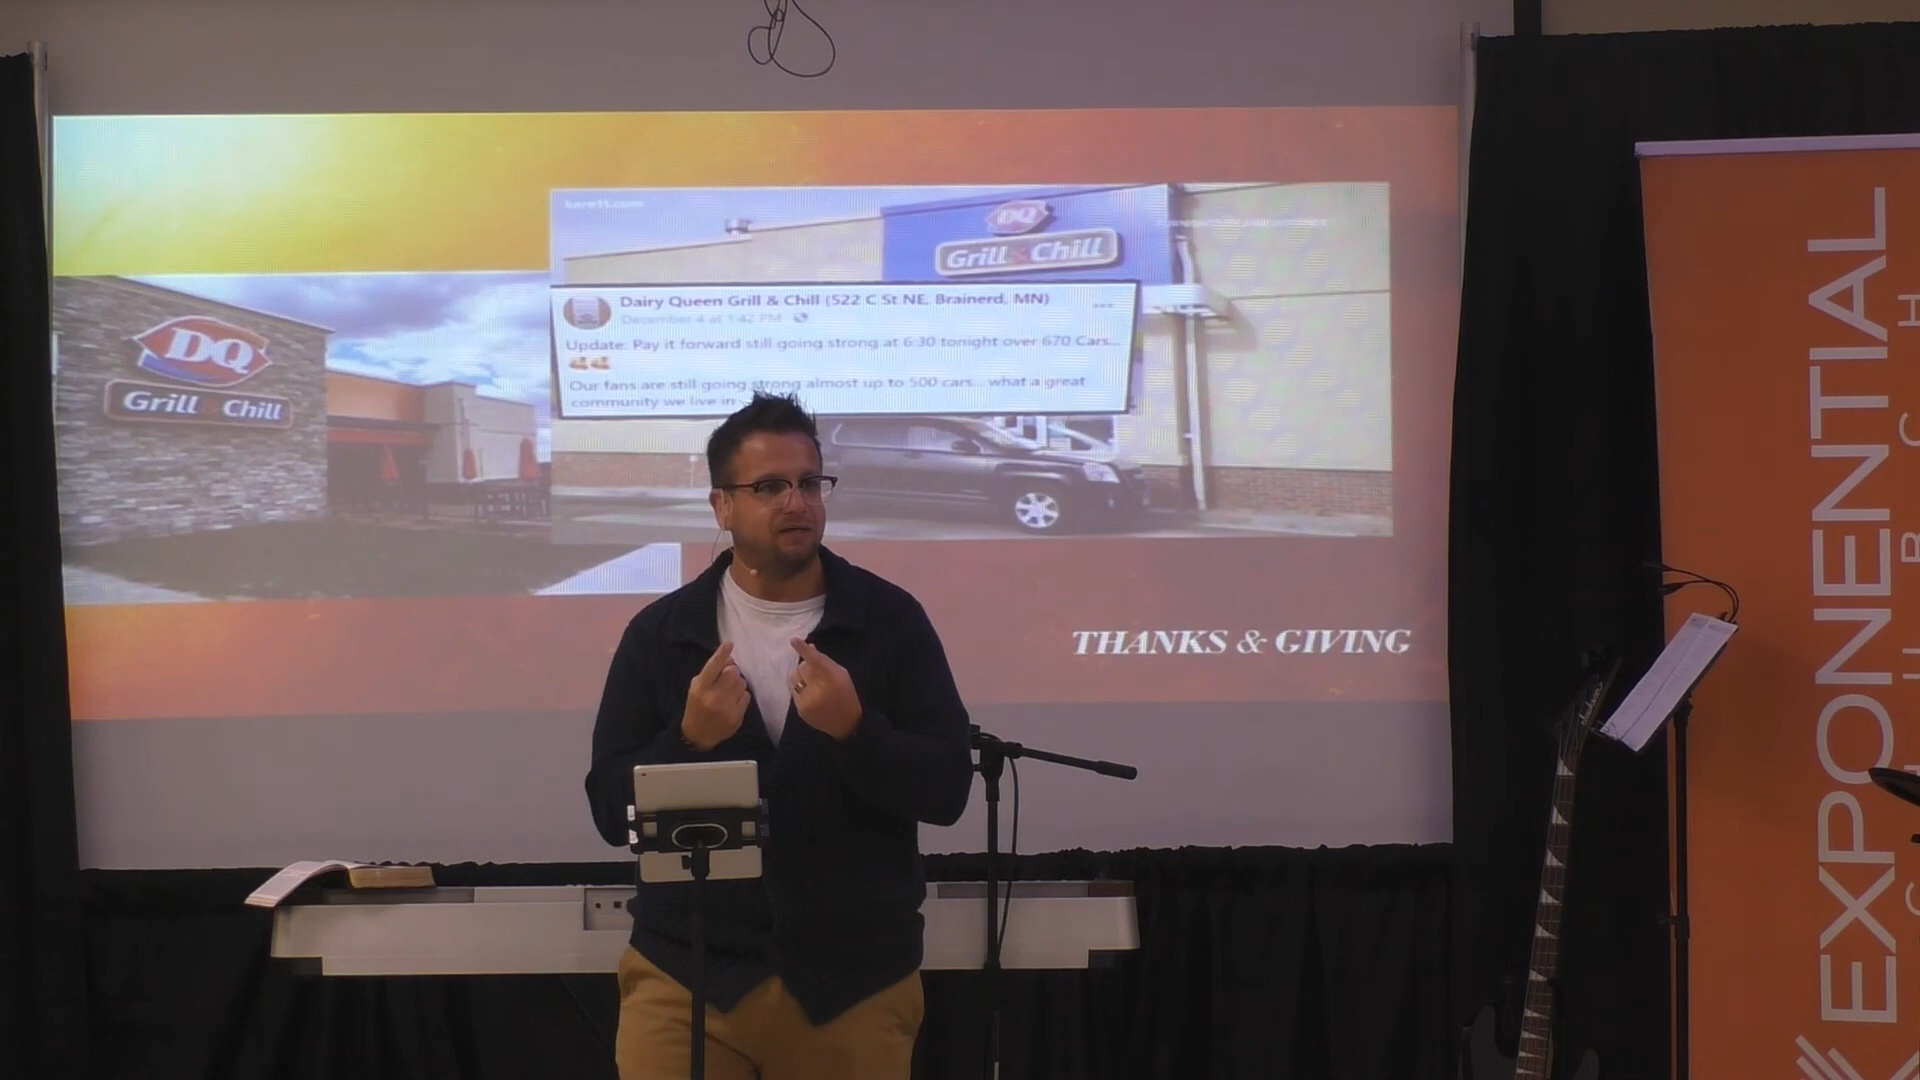 kare11.com
DQ
Grill & Chill
Dairy Queen Grill & Chill (522 C St NE, Brainerd, MN)
December 4 at 1:42 PM
Update: Pay it forward still going strong at 6:30 tonight over 670 Cars...
Our fans are still going strong almost up to 500 cars... what a great
community we live in
DQ
Grill & Chill
THANKS & GIVING
EXPONENTIAL
CHURCH